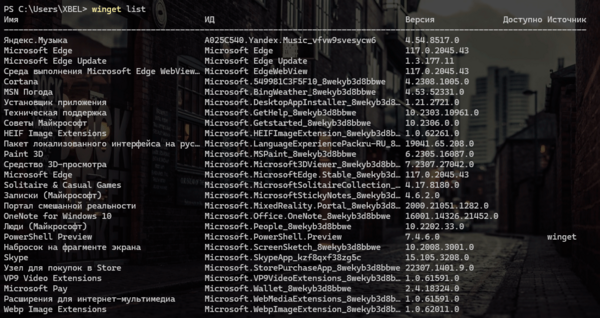 PS C:\Users\XBEL> winget list
Имя ИД Версия Доступно Источник
Яндекс.Музыка A025C540.Yandex.Music_vfvw9svesycw6 4.54.8517.0
Microsoft Edge Microsoft Edge 117.0.2045.43
Microsoft Edge Update Microsoft Edge Update 1.3.177.11
Среда выполнения Microsoft Edge WebView… Microsoft EdgeWebView 117.0.2045.43
Cortana Microsoft.549981C3F5F10_8wekyb3d8bbwe 4.2308.1005.0
MSN Погода Microsoft.BingWeather_8wekyb3d8bbwe 4.53.52331.0
Установщик приложения Microsoft.DesktopAppInstaller_8wekyb3d8… 1.21.2721.0
Техническая поддержка Microsoft.GetHelp_8wekyb3d8bbwe 10.2303.10961.0
Советы Майкрософт Microsoft.Getstarted_8wekyb3d8bbwe 10.2306.0.0
HEIF Image Extensions Microsoft.HEIFImageExtension_8wekyb3d8b… 1.0.62261.0
Пакет локализованного интерфейса на рус… Microsoft.LanguageExperiencePackru-RU_8… 19041.65.208.0
Paint 3D Microsoft.MSPaint_8wekyb3d8bbwe 6.2305.16087.0
Средство 3D-просмотра Microsoft.Microsoft3DViewer_8wekyb3d8bb… 7.2307.27042.0
Microsoft Edge Microsoft.MicrosoftEdge.Stable_8wekyb3d… 117.0.2045.43
Solitaire & Casual Games Microsoft.MicrosoftSolitaireCollection_… 4.17.8180.0
Записки (Майкрософт) Microsoft.MicrosoftStickyNotes_8wekyb3d… 4.6.2.0
Портал смешанной реальности Microsoft.MixedReality.Portal_8wekyb3d8… 2000.21051.1282.0
OneNote for Windows 10 Microsoft.Office.OneNote_8wekyb3d8bbwe 16001.14326.21452.0
Люди (Майкрософт) Microsoft.People_8wekyb3d8bbwe 10.2202.33.0
PowerShell Preview Microsoft.PowerShell.Preview 7.4.6.0 winget
Набросок на фрагменте экрана Microsoft.ScreenSketch_8wekyb3d8bbwe 10.2008.3001.0
Skype Microsoft.SkypeApp_kzf8qxf38zg5c 15.105.3208.0
Узел для покупок в Store Microsoft.StorePurchaseApp_8wekyb3d8bbwe 22307.1401.9.0
VP9 Video Extensions Microsoft.VP9VideoExtensions_8wekyb3d8b… 1.0.61591.0
Microsoft Pay Microsoft.Wallet_8wekyb3d8bbwe 2.4.18324.0
Расширения для интернет-мультимедиа Microsoft.WebMediaExtensions_8wekyb3d8b… 1.0.61591.0
Webp Image Extensions Microsoft.WebpImageExtension_8wekyb3d8b… 1.0.62011.0